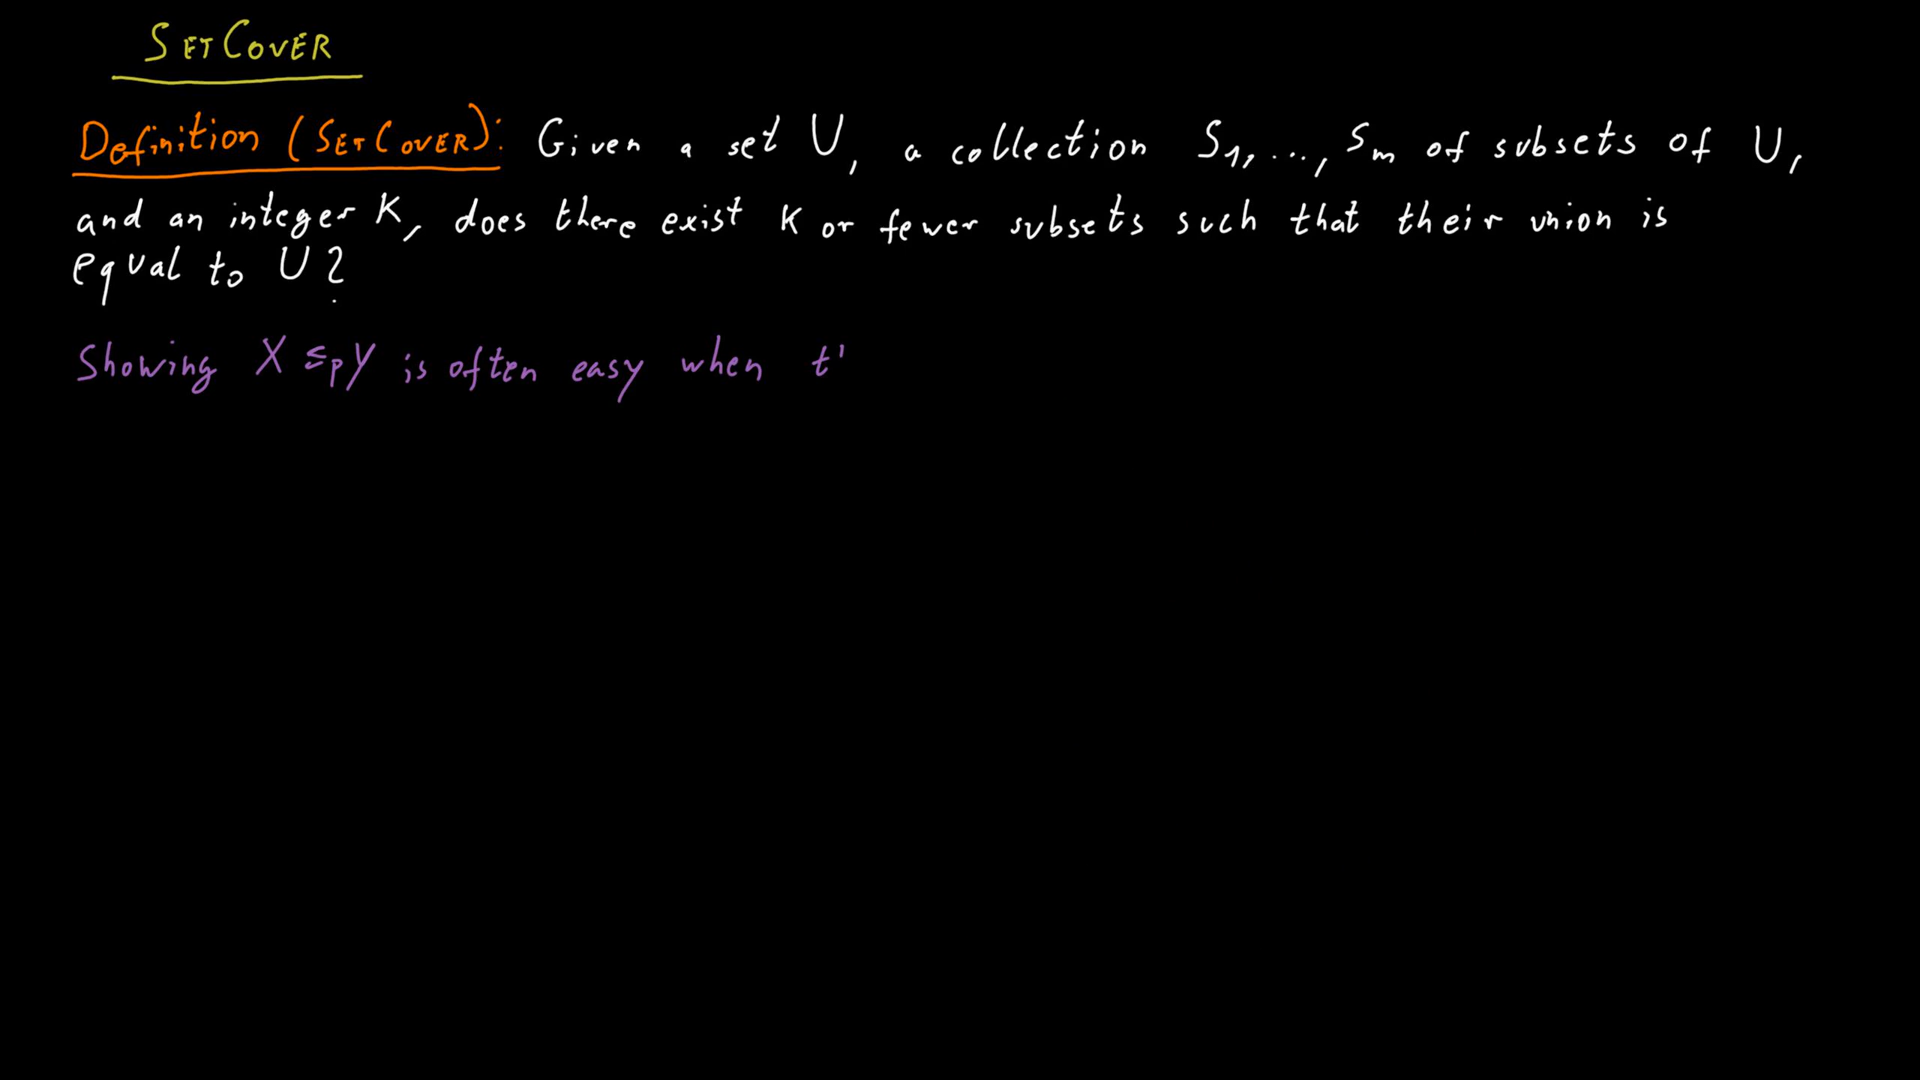 SETCOVER
Definition (SETCOVER): Given a set U, a collection S1, ..., Sm of subsets of U,
and an integer K, does there exist K or fewer subsets such that their union is
equal to U?
Showing X ≤p Y is often easy when